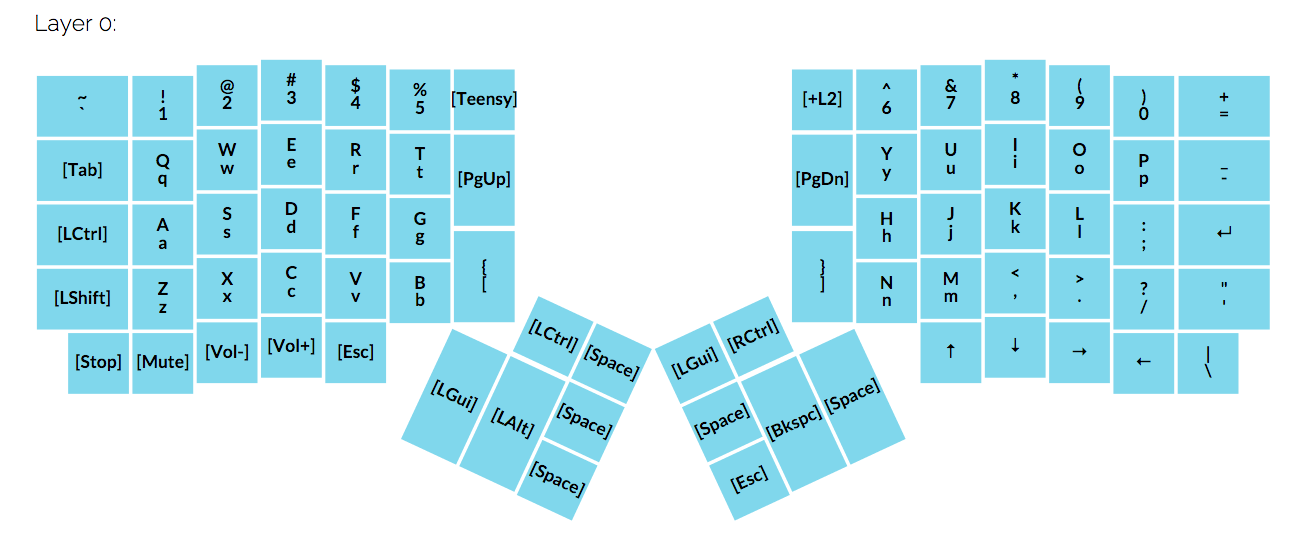 Layer 0:
~ ! @ # $ % [Teensy] [+L2] ^ & * ( ) +
` 1 2 3 4 5 6 7 8 9 0 =
[Tab] Q W E R T [PgUp] [PgDn] Y U I O P _
q w e r t y u i o p -
[LCtrl] A S D F G { } H J K L : ↵
a s d f g [ ] h j k l ;
[LShift] Z X C V B N M < > ? "
z x c v b n m , . / '
[Stop] [Mute] [Vol-] [Vol+] [Esc] ↑ ↓ → ← |
\
[LCtrl] [Space] [LGui] [RCtrl]
[LGui] [LAlt] [Space] [Space] [Bkspc] [Space]
[Space] [Esc]